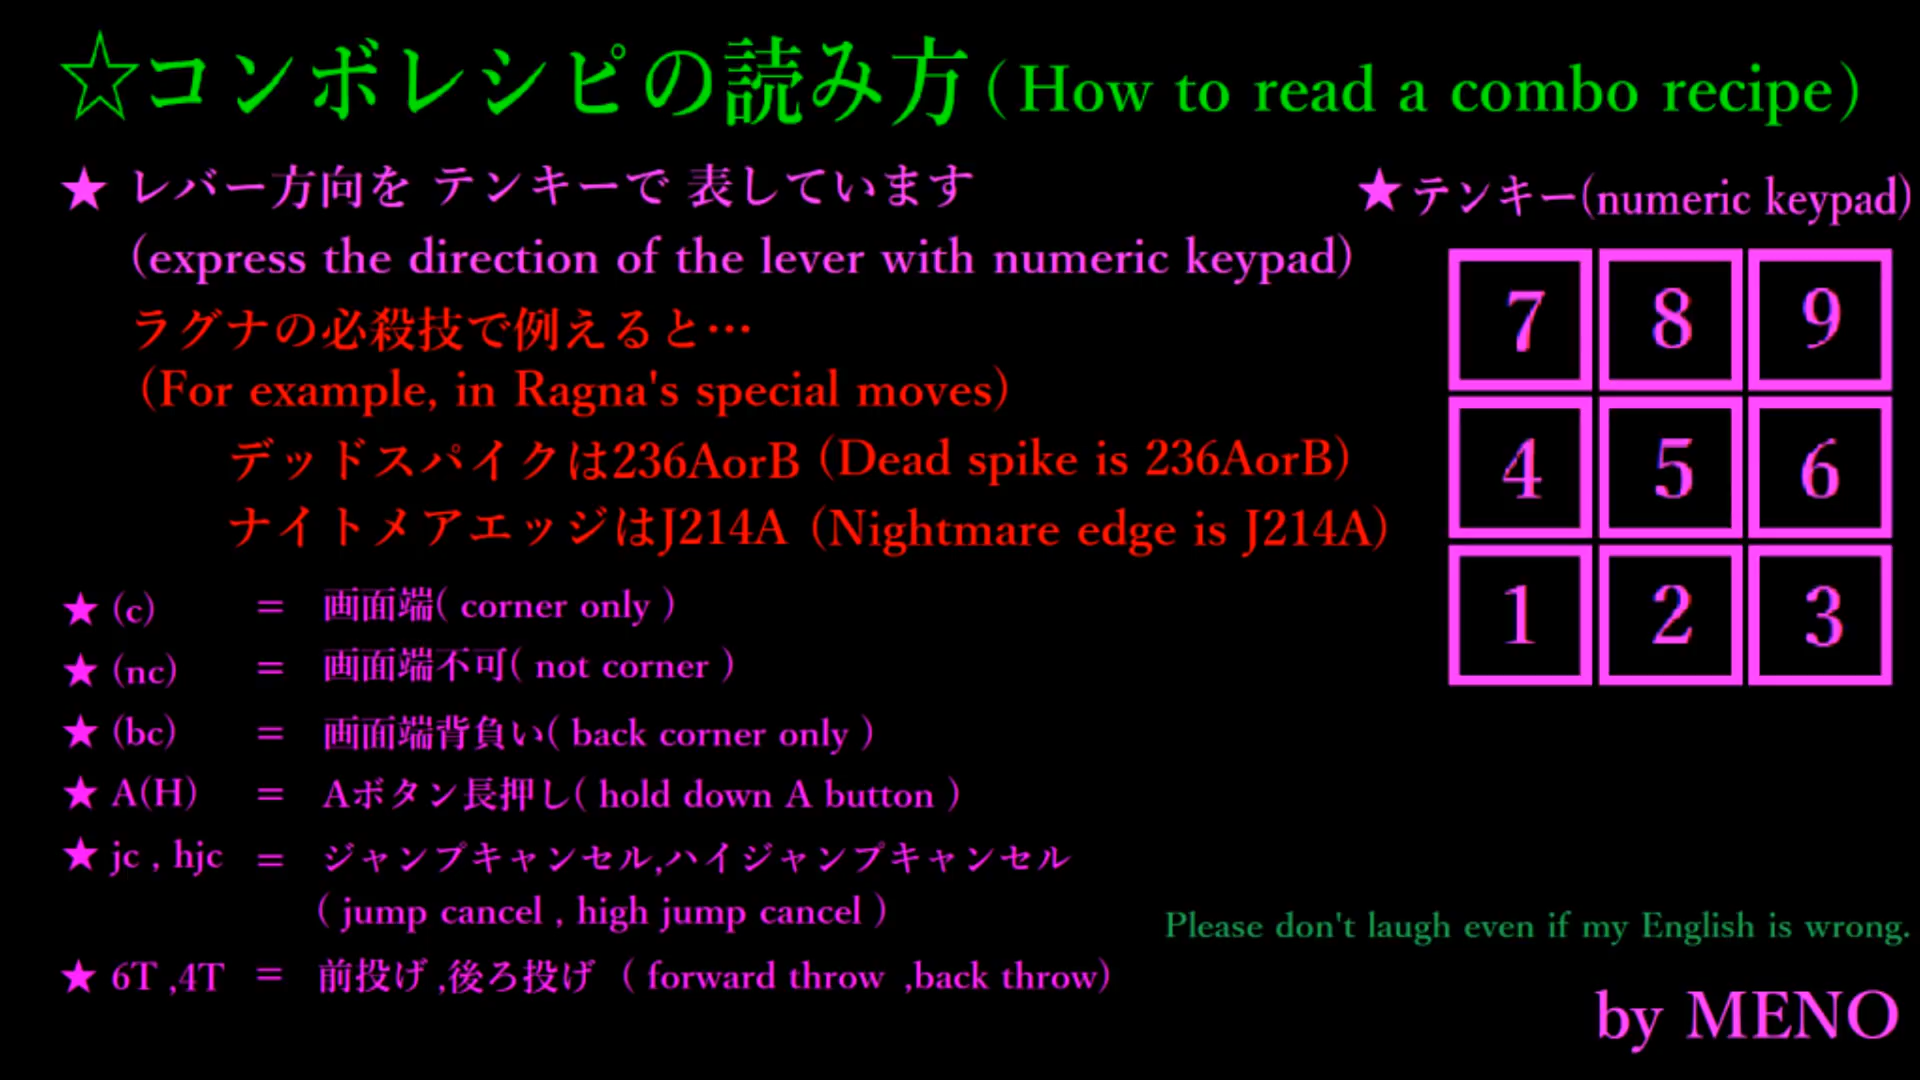 ☆コンボレシピの読み方(How to read a combo recipe)
★ レバー方向を テンキーで 表しています
(express the direction of the lever with numeric keypad)
ラグナの必殺技で例えると…
(For example, in Ragna's special moves)
デッドスパイクは236AorB (Dead spike is 236AorB)
ナイトメアエッジはJ214A (Nightmare edge is J214A)
★テンキー(numeric keypad)
7 8 9
4 5 6
1 2 3
★ (c) = 画面端( corner only )
★ (nc) = 画面端不可( not corner )
★ (bc) = 画面端背負い( back corner only )
★ A(H) = Aボタン長押し( hold down A button )
★ jc , hjc = ジャンプキャンセル,ハイジャンプキャンセル
( jump cancel , high jump cancel )
★ 6T ,4T = 前投げ ,後ろ投げ ( forward throw ,back throw)
Please don't laugh even if my English is wrong.
by MENO